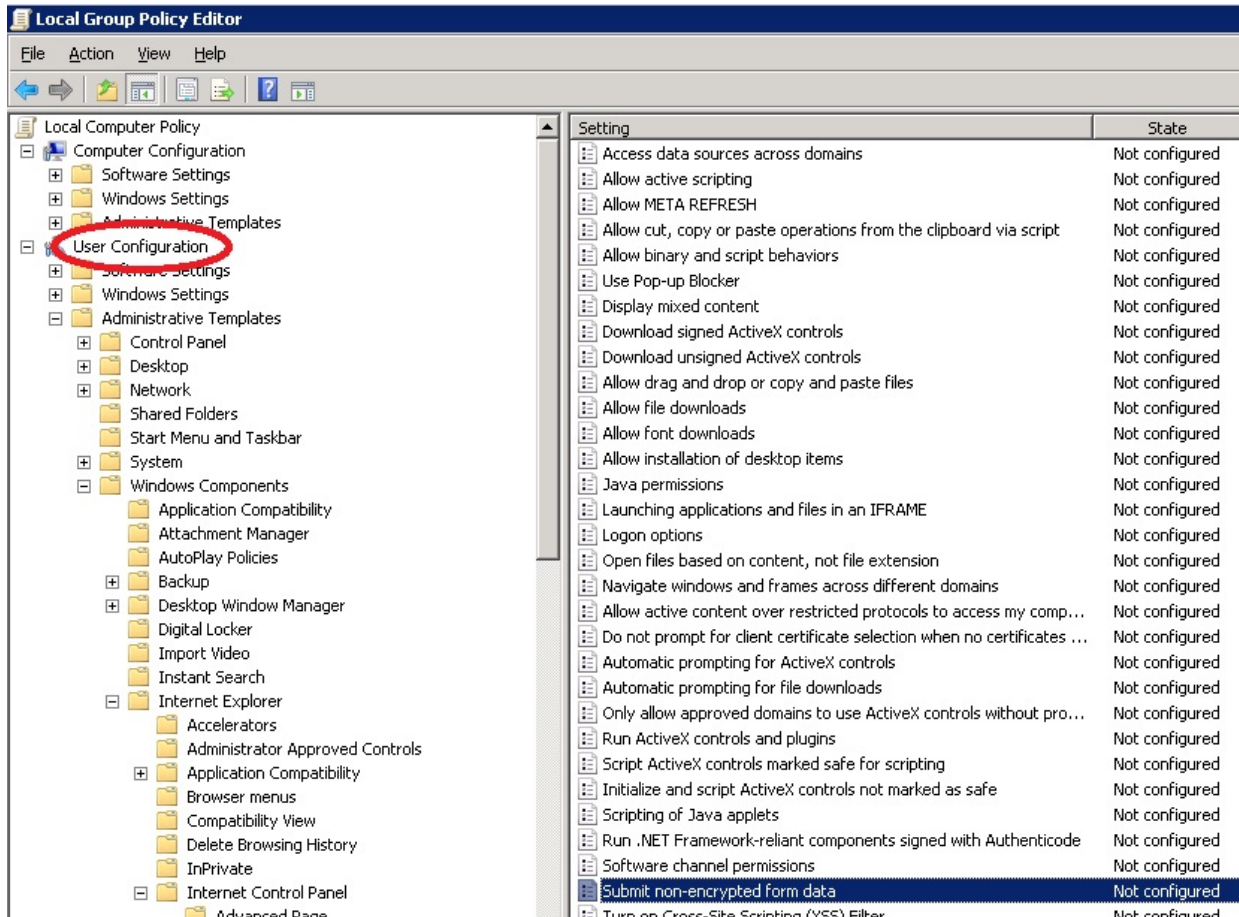 Local Group Policy Editor
File Action View Help
Local Computer Policy
Computer Configuration
Software Settings
Windows Settings
Administrative Templates
User Configuration
Software Settings
Windows Settings
Administrative Templates
Control Panel
Desktop
Network
Shared Folders
Start Menu and Taskbar
System
Windows Components
Application Compatibility
Attachment Manager
AutoPlay Policies
Backup
Desktop Window Manager
Digital Locker
Import Video
Instant Search
Internet Explorer
Accelerators
Administrator Approved Controls
Application Compatibility
Browser menus
Compatibility View
Delete Browsing History
InPrivate
Internet Control Panel
Advanced Page
Setting State
Access data sources across domains Not configured
Allow active scripting Not configured
Allow META REFRESH Not configured
Allow cut, copy or paste operations from the clipboard via script Not configured
Allow binary and script behaviors Not configured
Use Pop-up Blocker Not configured
Display mixed content Not configured
Download signed ActiveX controls Not configured
Download unsigned ActiveX controls Not configured
Allow drag and drop or copy and paste files Not configured
Allow file downloads Not configured
Allow font downloads Not configured
Allow installation of desktop items Not configured
Java permissions Not configured
Launching applications and files in an IFRAME Not configured
Logon options Not configured
Open files based on content, not file extension Not configured
Navigate windows and frames across different domains Not configured
Allow active content over restricted protocols to access my comp... Not configured
Do not prompt for client certificate selection when no certificates ... Not configured
Automatic prompting for ActiveX controls Not configured
Automatic prompting for file downloads Not configured
Only allow approved domains to use ActiveX controls without pro... Not configured
Run ActiveX controls and plugins Not configured
Script ActiveX controls marked safe for scripting Not configured
Initialize and script ActiveX controls not marked as safe Not configured
Scripting of Java applets Not configured
Run .NET Framework-reliant components signed with Authenticode Not configured
Software channel permissions Not configured
Submit non-encrypted form data Not configured
Turn on Cross-Site Scripting (XSS) Filter Not configured